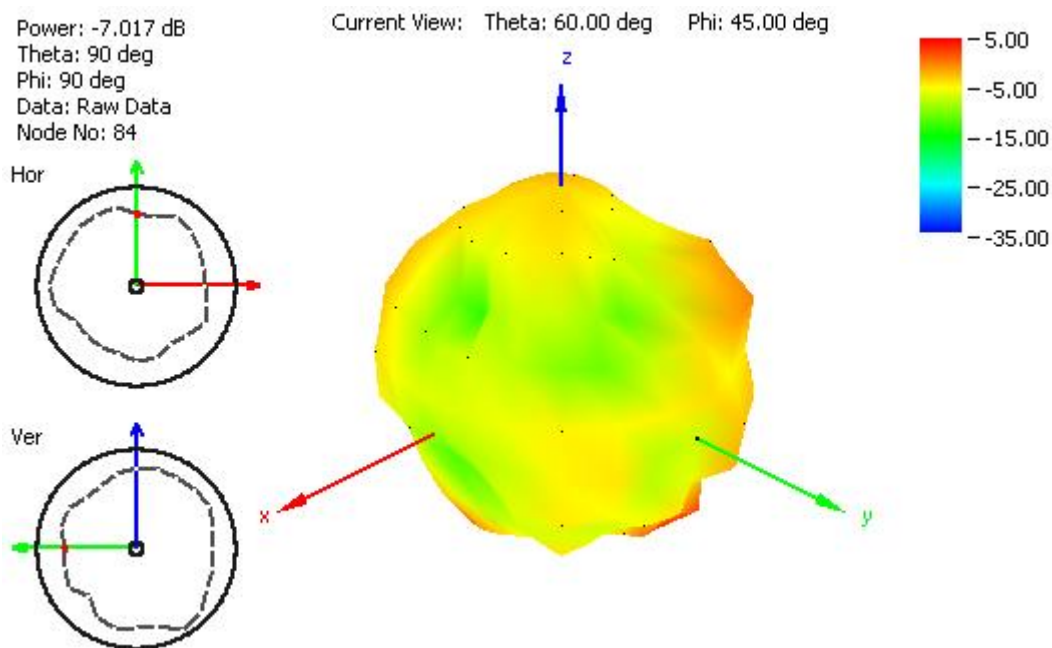 Power: -7.017 dB
Theta: 90 deg
Phi: 90 deg
Data: Raw Data
Node No: 84
Current View: Theta: 60.00 deg Phi: 45.00 deg
Hor
Ver
z
x
y
5.00
-5.00
-15.00
-25.00
-35.00